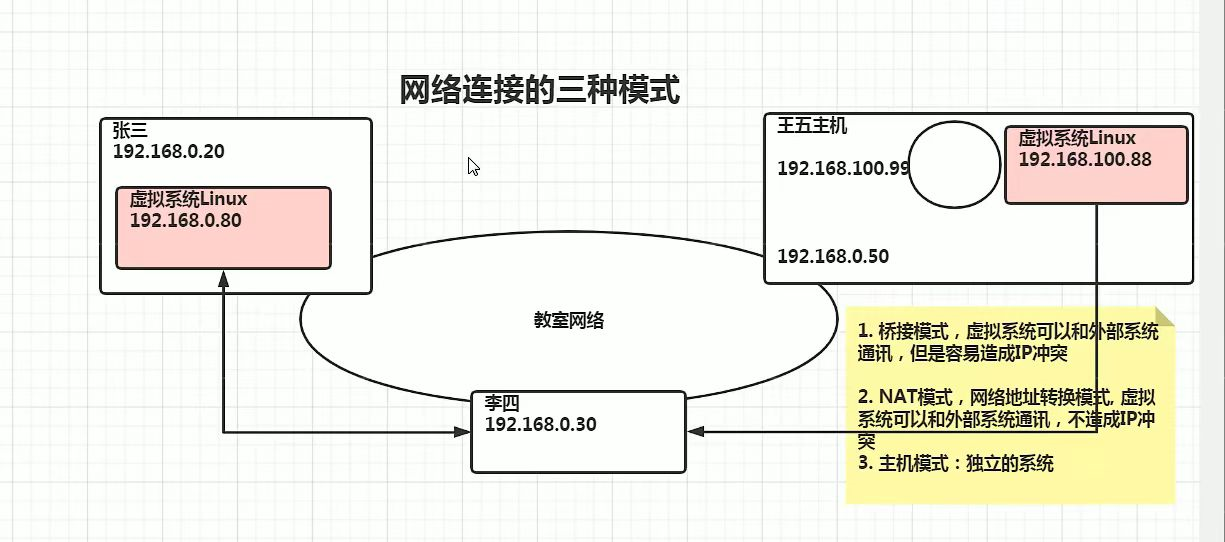 网络连接的三种模式
张三
192.168.0.20
虚拟系统Linux
192.168.0.80
王五主机
192.168.100.99
虚拟系统Linux
192.168.100.88
192.168.0.50
教室网络
李四
192.168.0.30
1. 桥接模式，虚拟系统可以和外部系统
通讯，但是容易造成IP冲突
2. NAT模式，网络地址转换模式. 虚拟
系统可以和外部系统通讯，不造成IP冲
突
3. 主机模式：独立的系统